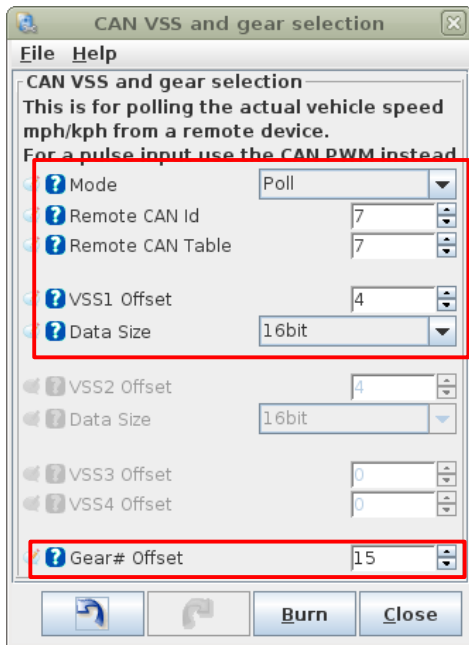 CAN VSS and gear selection
File Help
CAN VSS and gear selection
This is for polling the actual vehicle speed
mph/kph from a remote device.
For a pulse input use the CAN PWM instead
Mode Poll
Remote CAN Id 7
Remote CAN Table 7
VSS1 Offset 4
Data Size 16bit
VSS2 Offset 4
Data Size 16bit
VSS3 Offset 0
VSS4 Offset 0
Gear# Offset 15
Burn Close